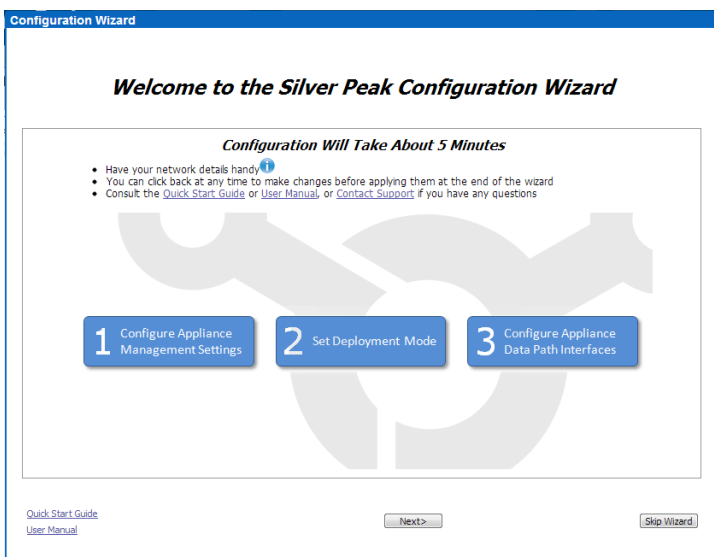 Configuration Wizard
Welcome to the Silver Peak Configuration Wizard
Configuration Will Take About 5 Minutes
• Have your network details handy
• You can click back at any time to make changes before applying them at the end of the wizard
• Consult the Quick Start Guide or User Manual, or Contact Support if you have any questions
1 Configure Appliance
Management Settings
2 Set Deployment Mode
3 Configure Appliance
Data Path Interfaces
Quick Start Guide
User Manual
Next>
Skip Wizard